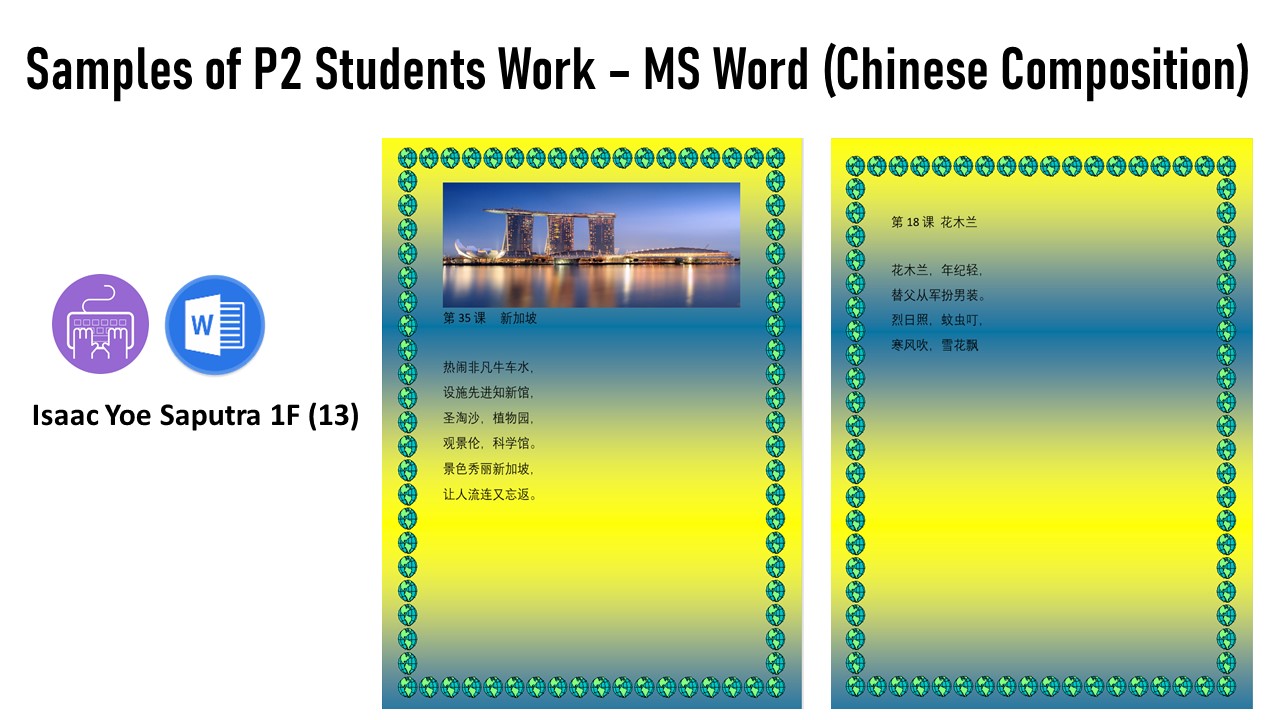 Samples of P2 Students Work – MS Word (Chinese Composition)
W
Isaac Yoe Saputra 1F (13)
第 35 课 新加坡
热闹非凡牛车水,
设施先进知新馆,
圣淘沙, 植物园,
观景伦, 科学馆。
景色秀丽新加坡,
让人流连又忘返。
第 18 课 花木兰
花木兰, 年纪轻,
替父从军扮男装。
烈日照, 蚊虫叮,
寒风吹, 雪花飘